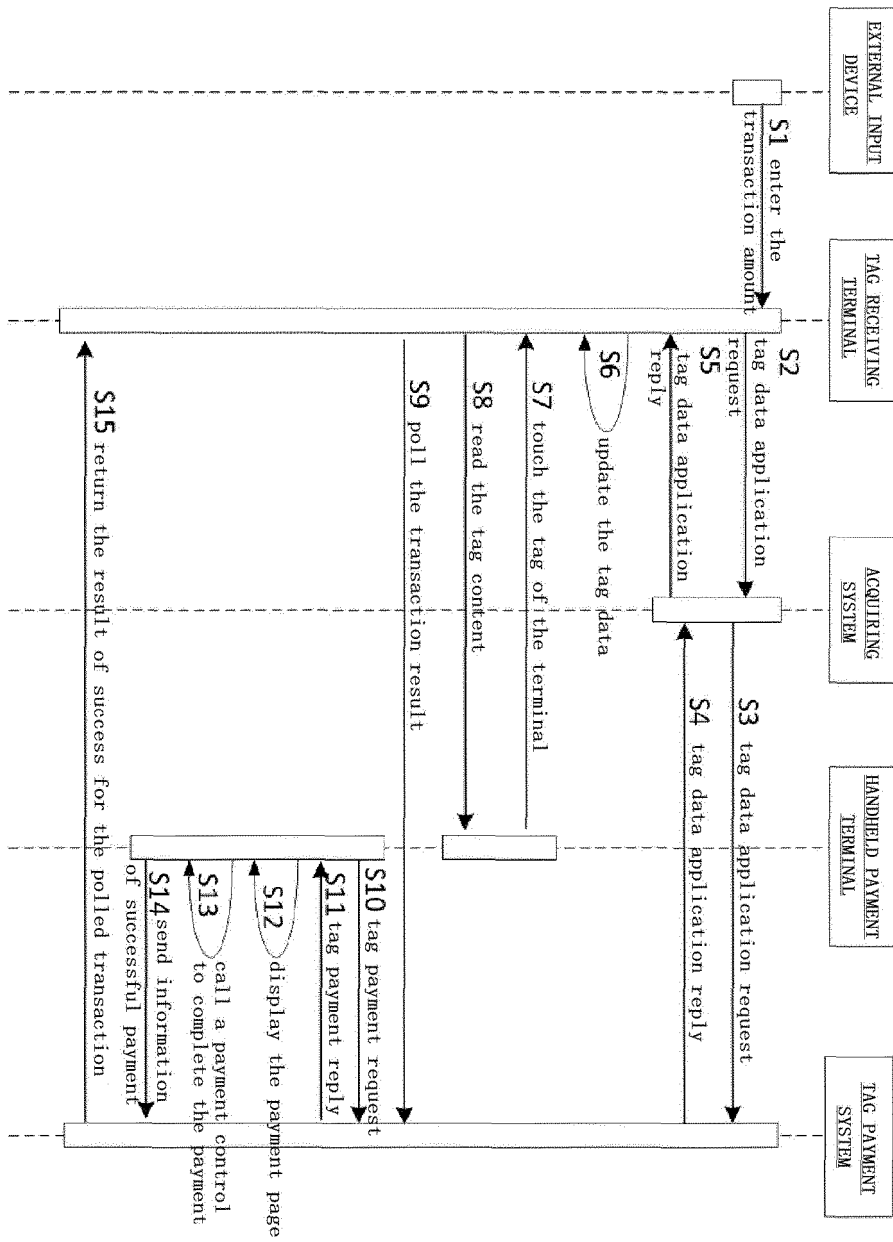 EXTERNAL INPUT
DEVICE
TAG RECEIVING
TERMINAL
ACQUIRING
SYSTEM
HANDHELD PAYMENT
TERMINAL
TAG PAYMENT
SYSTEM
S1 enter the
transaction amount
S2
tag data application
request
S3 tag data application request
S4 tag data application reply
S5
tag data application
reply
S6 update the tag data
S7 touch the tag of the terminal
S8 read the tag content
S9 poll the transaction result
S10 tag payment request
S11 tag payment reply
S12 display the payment page
S13 call a payment control
to complete the payment
S14 send information
of successful payment
S15 return the result of success for the polled transaction